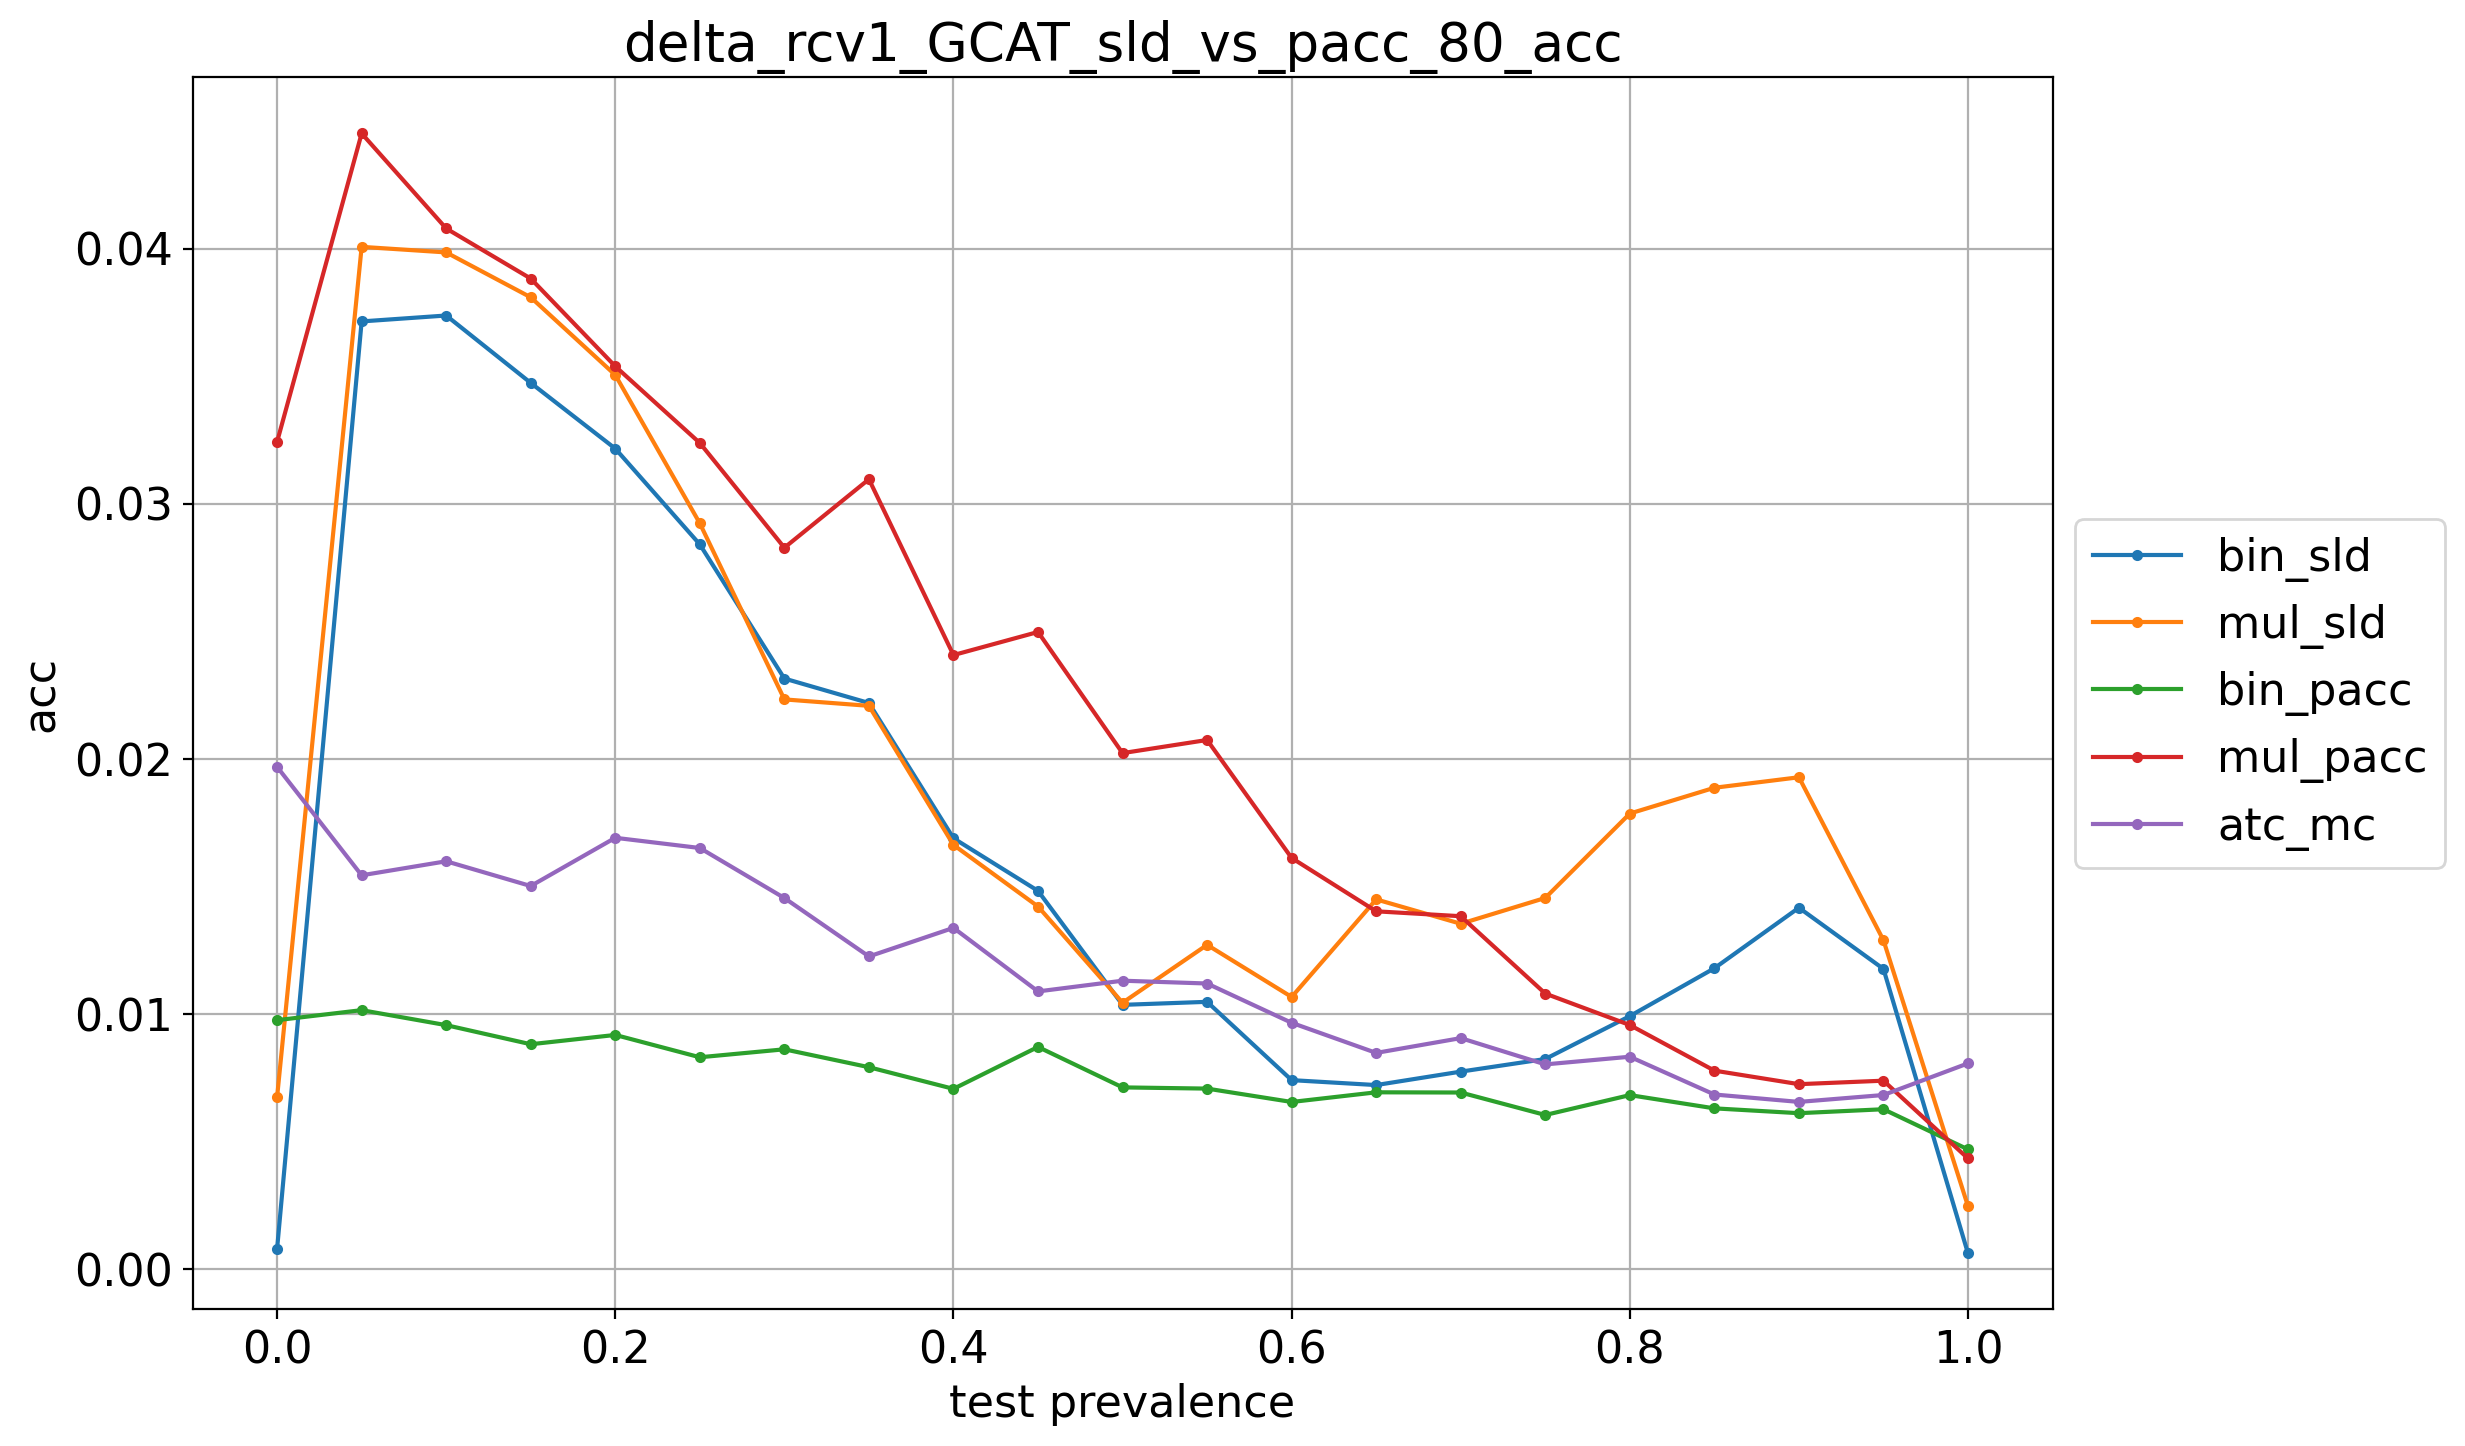 delta_rcv1_GCAT_sld_vs_pacc_80_acc
acc
0.04
0.03
0.02
0.01
0.00
0.0 0.2 0.4 0.6 0.8 1.0
test prevalence
bin_sld
mul_sld
bin_pacc
mul_pacc
atc_mc